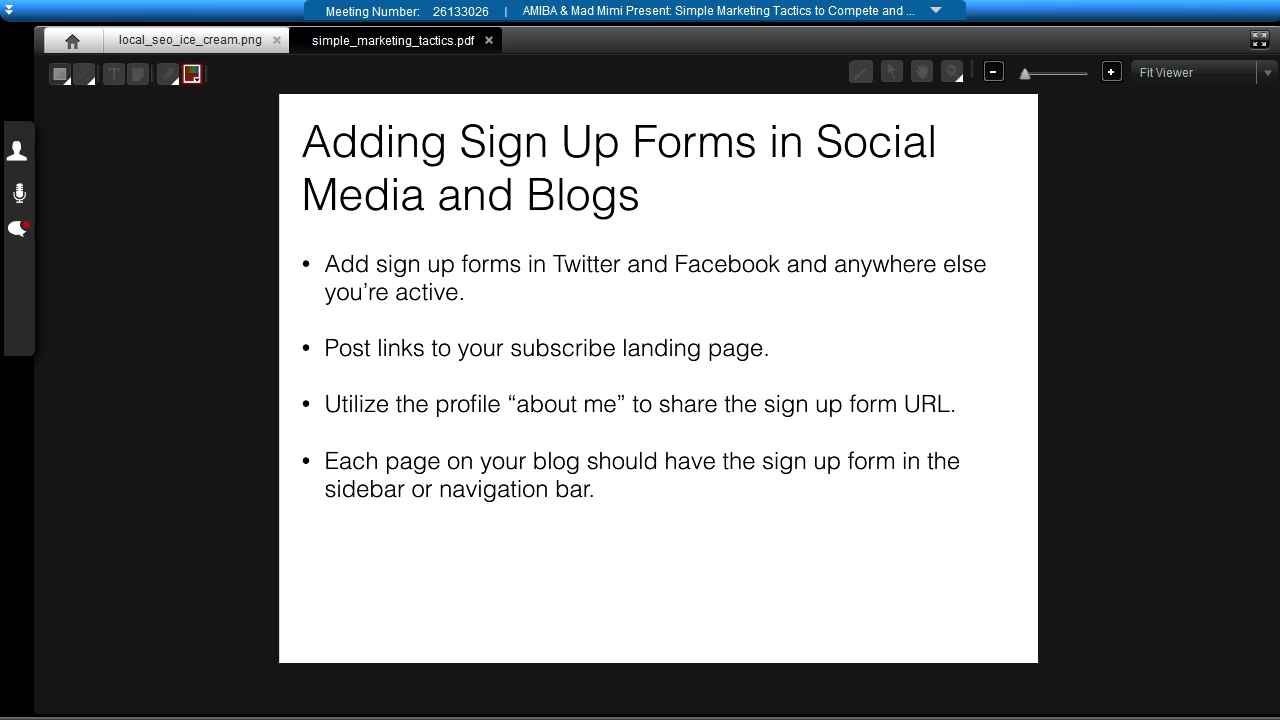 Meeting Number: 26133026 | AMIBA & Mad Mimi Present: Simple Marketing Tactics to Compete and ...
local_seo_ice_cream.png simple_marketing_tactics.pdf
T
Fit Viewer
Adding Sign Up Forms in Social
Media and Blogs
• Add sign up forms in Twitter and Facebook and anywhere else
you’re active.
• Post links to your subscribe landing page.
• Utilize the profile “about me” to share the sign up form URL.
• Each page on your blog should have the sign up form in the
sidebar or navigation bar.